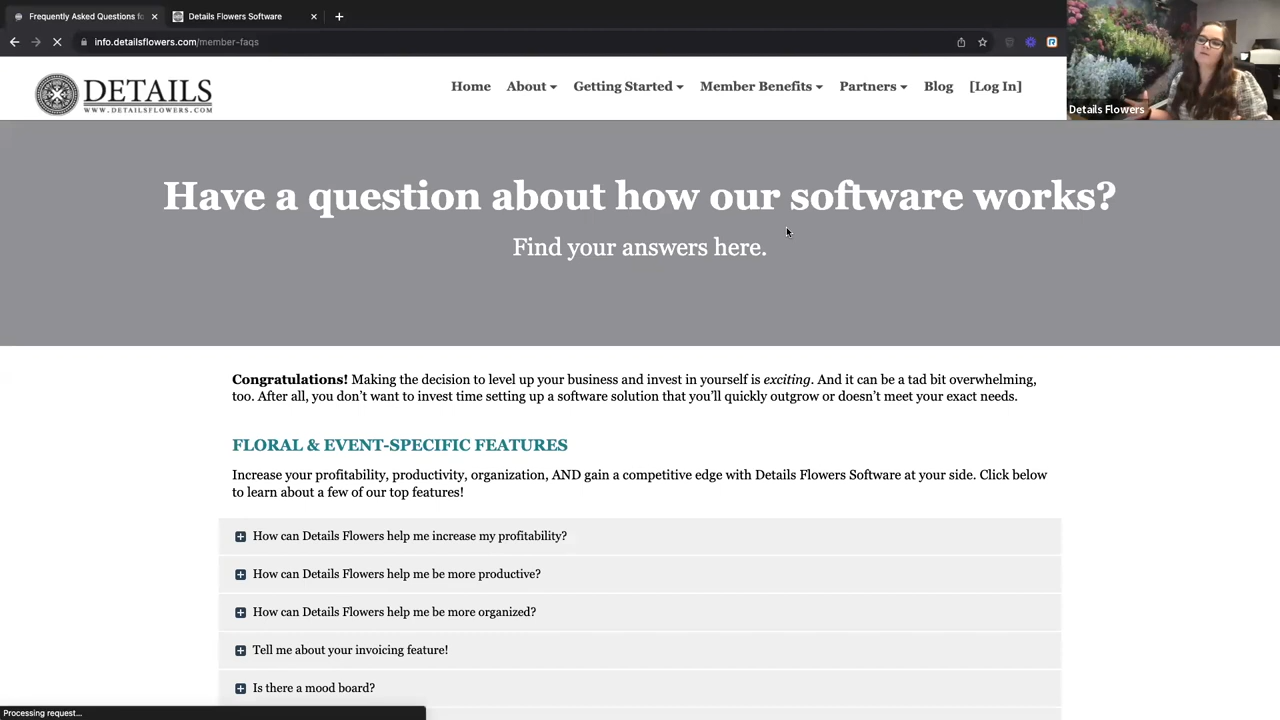 Frequently Asked Questions fo
Details Flowers Software
info.detailsflowers.com/member-faqs
DETAILS
WWW.DETAILSFLOWERS.COM
Home About Getting Started Member Benefits Partners Blog [Log In]
Details Flowers
Have a question about how our software works?
Find your answers here.
Congratulations! Making the decision to level up your business and invest in yourself is exciting. And it can be a tad bit overwhelming,
too. After all, you don’t want to invest time setting up a software solution that you’ll quickly outgrow or doesn’t meet your exact needs.
FLORAL & EVENT-SPECIFIC FEATURES
Increase your profitability, productivity, organization, AND gain a competitive edge with Details Flowers Software at your side. Click below
to learn about a few of our top features!
How can Details Flowers help me increase my profitability?
How can Details Flowers help me be more productive?
How can Details Flowers help me be more organized?
Tell me about your invoicing feature!
Is there a mood board?
Processing request...